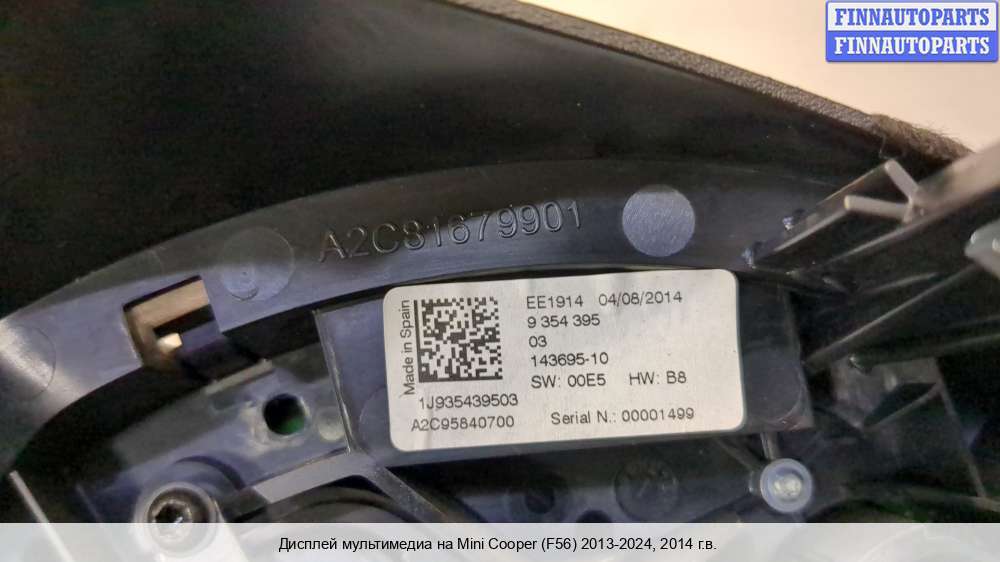 FINNAUTOPARTS
FINNAUTOPARTS
A2C81679901
Made in Spain
EE1914 04/08/2014
9 354 395
03
143695-10
SW: 00E5 HW: B8
1J935439503
A2C95840700
Serial N.: 00001499
Дисплей мультимедиа на Mini Cooper (F56) 2013-2024, 2014 г.в.